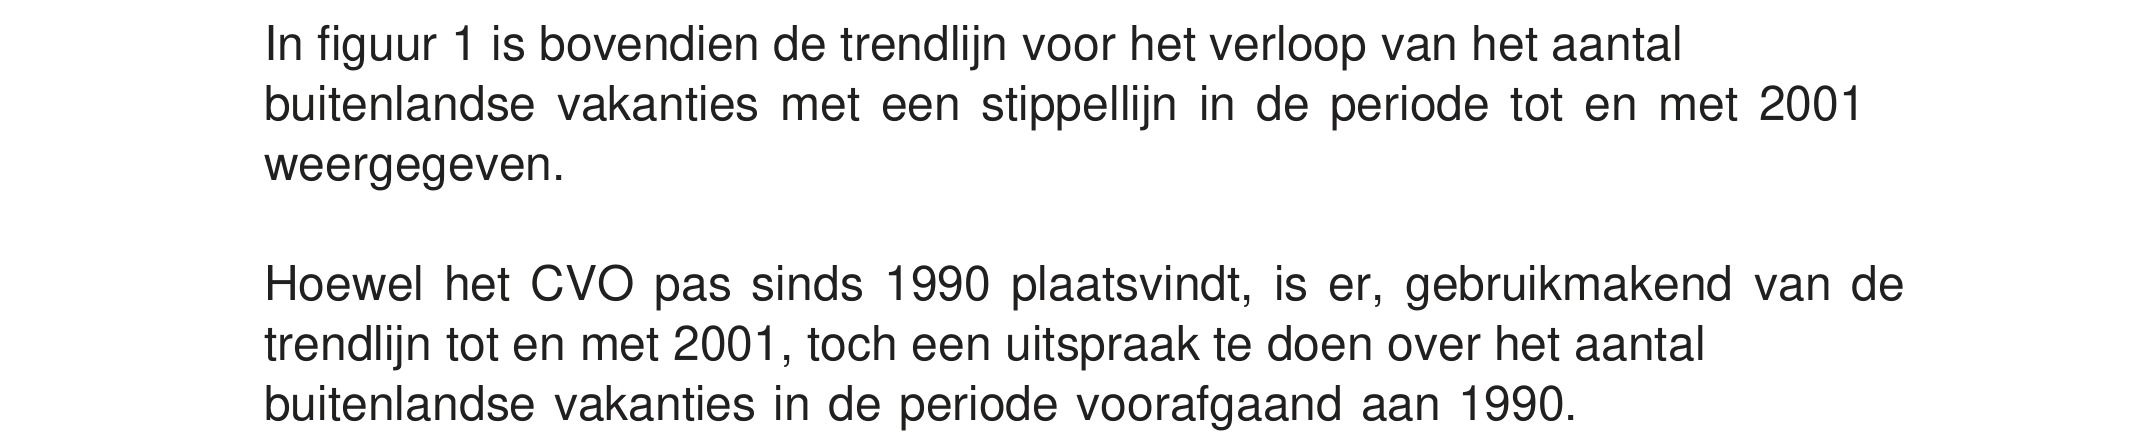 In figuur 1 is bovendien de trendlijn voor het verloop van het aantal
buitenlandse vakanties met een stippellijn in de periode tot en met 2001
weergegeven.
Hoewel het CVO pas sinds 1990 plaatsvindt, is er, gebruikmakend van de
trendlijn tot en met 2001, toch een uitspraak te doen over het aantal
buitenlandse vakanties in de periode voorafgaand aan 1990.